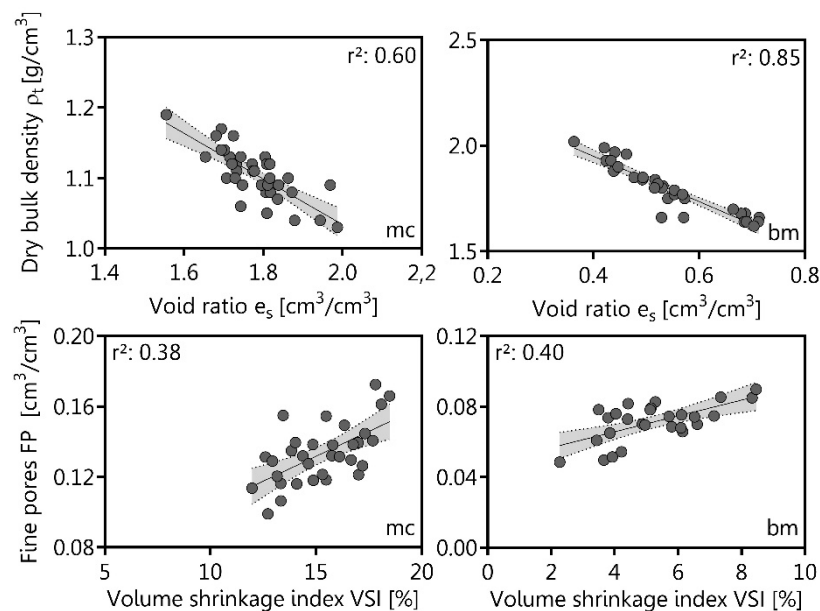 Dry bulk density ρt [g/cm³]
1.3
1.2
1.1
1.0
r²: 0.60
mc
1.4
1.6
1.8
2.0
2,2
Void ratio es [cm³/cm³]
2.5
2.0
1.5
r²: 0.85
bm
0.2
0.4
0.6
0.8
Void ratio es [cm³/cm³]
Fine pores FP [cm³/cm³]
0.20
0.16
0.12
0.08
r²: 0.38
mc
5
10
15
20
Volume shrinkage index VSI [%]
0.12
0.08
0.04
0.00
r²: 0.40
bm
0
2
4
6
8
10
Volume shrinkage index VSI [%]